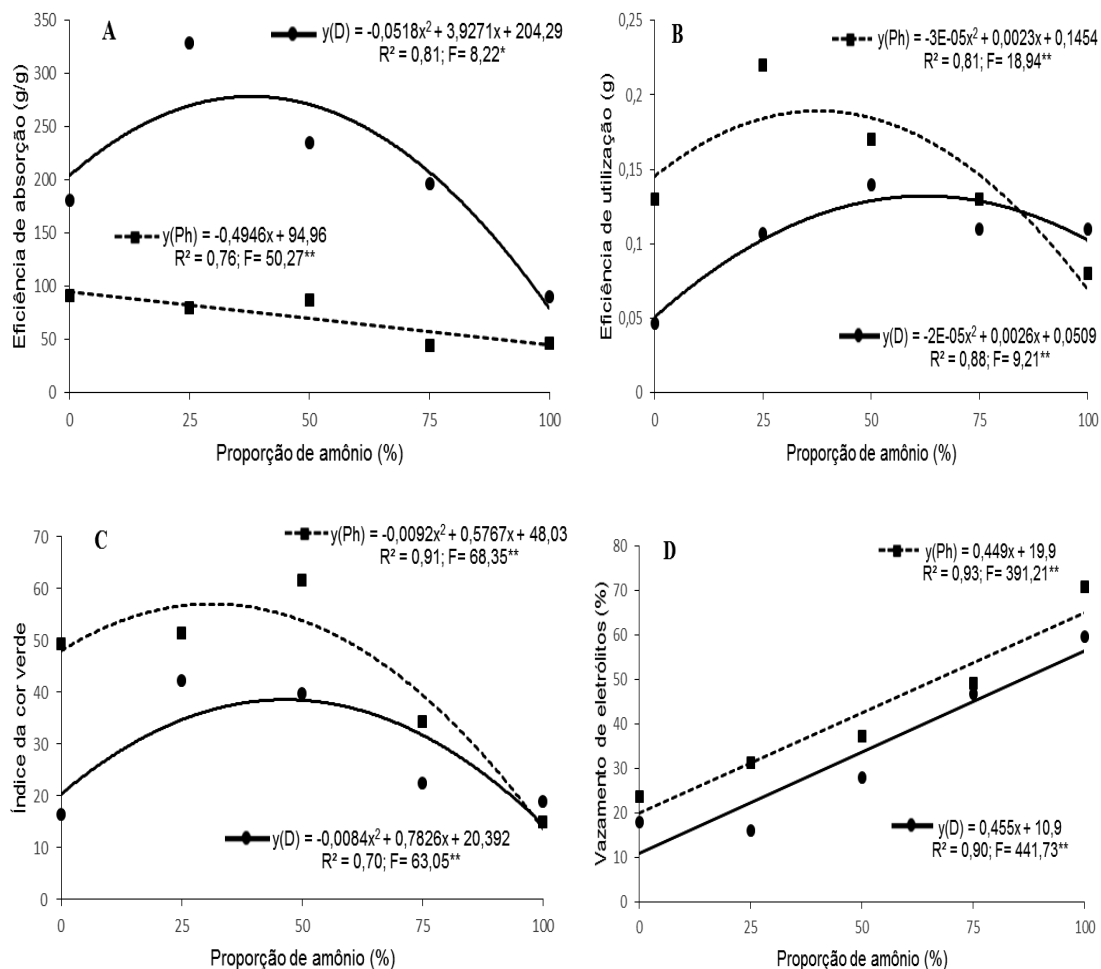 A
y(D) = -0,0518x² + 3,9271x + 204,29
R² = 0,81; F= 8,22*
y(Ph) = -0,4946x + 94,96
R² = 0,76; F= 50,27**
Eficiência de absorção (g/g)
350
300
250
200
150
100
50
0
0 25 50 75 100
Proporção de amônio (%)
B
y(Ph) = -3E-05x² + 0,0023x + 0,1454
R² = 0,81; F= 18,94**
y(D) = -2E-05x² + 0,0026x + 0,0509
R² = 0,88; F= 9,21**
Eficiência de utilização (g)
0,25
0,2
0,15
0,1
0,05
0
0 25 50 75 100
Proporção de amônio (%)
C
y(Ph) = -0,0092x² + 0,5767x + 48,03
R² = 0,91; F= 68,35**
y(D) = -0,0084x² + 0,7826x + 20,392
R² = 0,70; F= 63,05**
Índice da cor verde
70
60
50
40
30
20
10
0
0 25 50 75 100
Proporção de amônio (%)
D
y(Ph) = 0,449x + 19,9
R² = 0,93; F= 391,21**
y(D) = 0,455x + 10,9
R² = 0,90; F= 441,73**
Vazamento de eletrólitos (%)
80
70
60
50
40
30
20
10
0
0 25 50 75 100
Proporção de amônio (%)